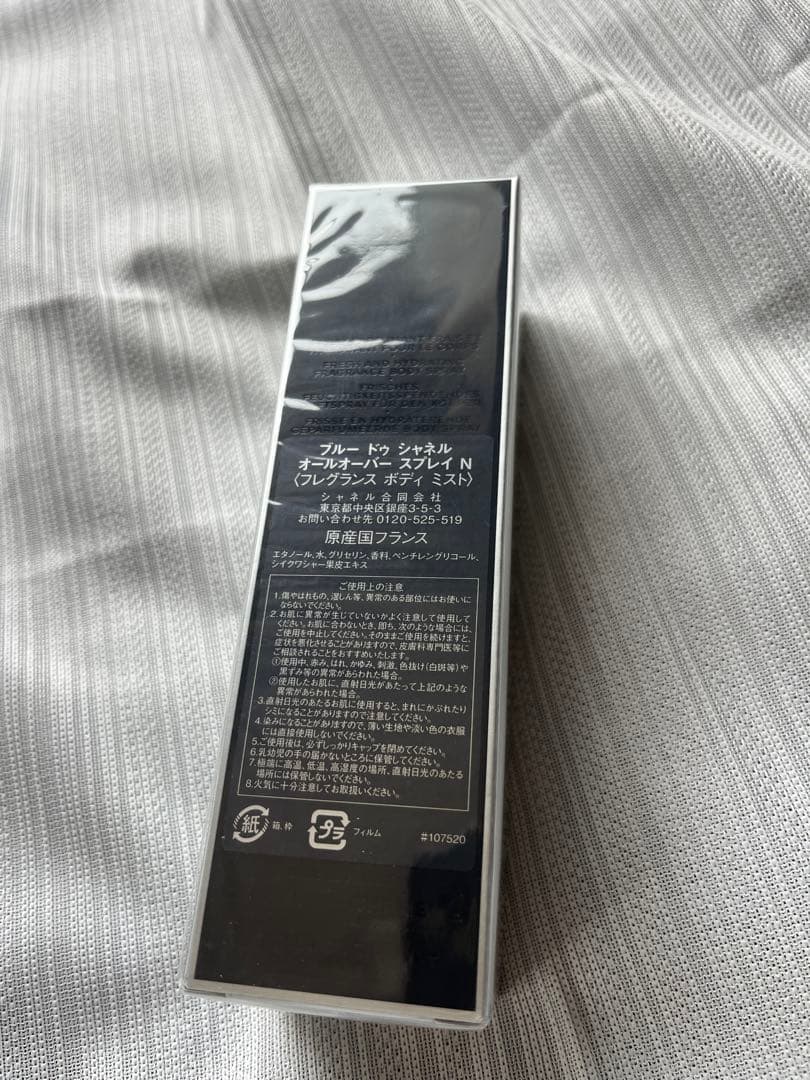 POUR LE CORPS
FRESH AND HYDRATING
FRAGRANCE BODY SPRAY
FRISCHES
FEUCHTIGKEITSSPENDENDES
FÜR DEN
FRISSE EN HYDRATERENDE
GEPARFUMEERDE BODY SPRAY
ブルー ドゥ シャネル
オールオーバー スプレイ N
〈フレグランス ボディ ミスト〉
シャネル合同会社
東京都中央区銀座3-5-3
お問い合わせ先 0120-525-519
原産国フランス
エタノール、水、グリセリン、香料、ペンチレングリコール、
シイクワシャー果皮エキス
ご使用上の注意
1.傷やはれもの、湿しん等、異常のある部位にはお使いに
ならないでください。
2.お肌に異常が生じていないかよく注意して使用して
ください。お肌に合わないとき、即ち、次のような場合には、
ご使用を中止してください。そのままご使用を続けますと、
症状を悪化させることがありますので、皮膚科専門医等に
ご相談されることをおすすめいたします。
①使用中、赤み、はれ、かゆみ、刺激、色抜け(白斑等)や
黒ずみ等の異常があらわれた場合。
②使用したお肌に、直射日光があたって上記のような
異常があらわれた場合。
3.直射日光のあたるお肌に使用すると、まれにかぶれたり
シミになることがありますので注意してください。
4.染みになることがありますので、薄い生地や淡い色の衣服
には直接使用しないでください。
5.ご使用後は、必ずしっかりキャップを閉めてください。
6.乳幼児の手の届かないところに保管してください。
7.極端に高温、低温、高湿度の場所、直射日光のあたる
場所には保管しないでください。
8.火気に十分注意してお取扱いください。
紙 箱、枠 プラ フィルム #107520